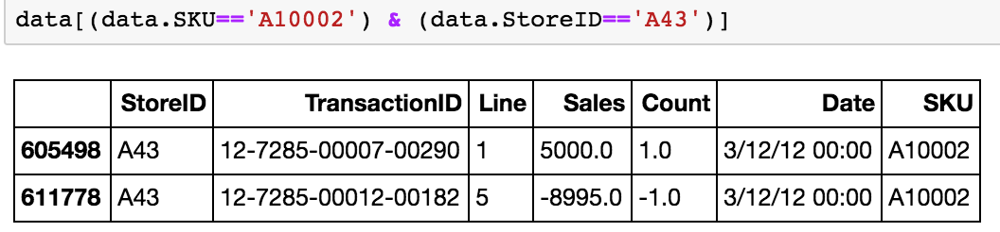 data[(data.SKU=='A10002') & (data.StoreID=='A43')]
StoreID TransactionID Line Sales Count Date SKU
605498 A43 12-7285-00007-00290 1 5000.0 1.0 3/12/12 00:00 A10002
611778 A43 12-7285-00012-00182 5 -8995.0 -1.0 3/12/12 00:00 A10002